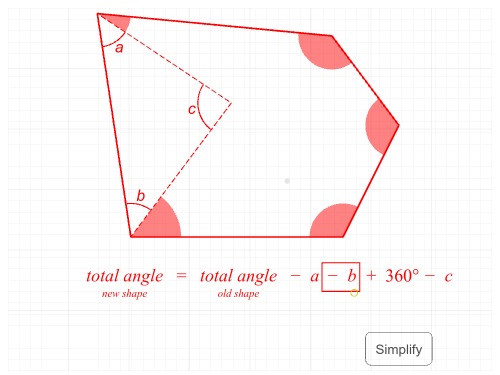 a
c
b
total angle = total angle − a − b + 360° − c
new shape old shape
Simplify